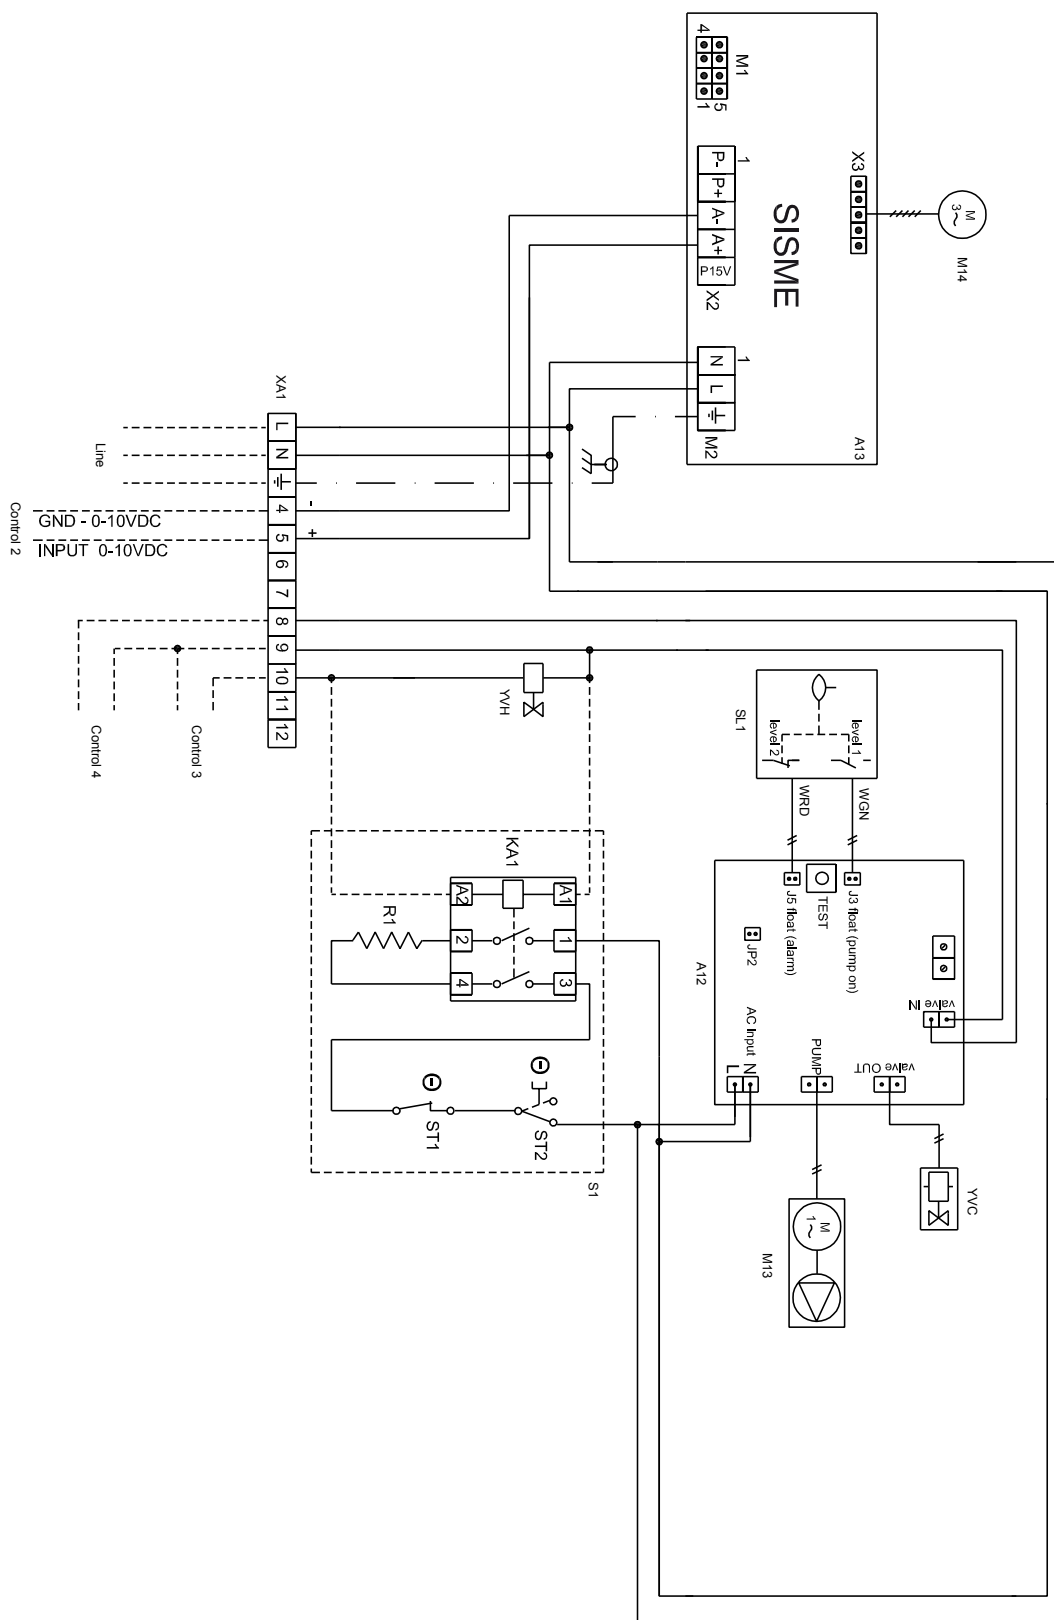 4
M1
1
5
X3
M
3~
M14
1
P-
P+
A-
A+
P15V
X2
SISME
1
N
L
M2
A13
XA1
L
N
4
5
6
7
8
9
10
11
12
-
+
Line
GND - 0-10VDC
INPUT 0-10VDC
Control 2
Control 3
Control 4
YVH
SL1
level 1
level 2
WRD
WGN
KA1
A2
A1
2
1
4
3
R1
ST1
ST2
S1
J3 float (pump on)
TEST
J5 float (alarm)
JP2
A12
valve IN
AC Input
L
N
PUMP
valve OUT
YVC
M
1~
M13